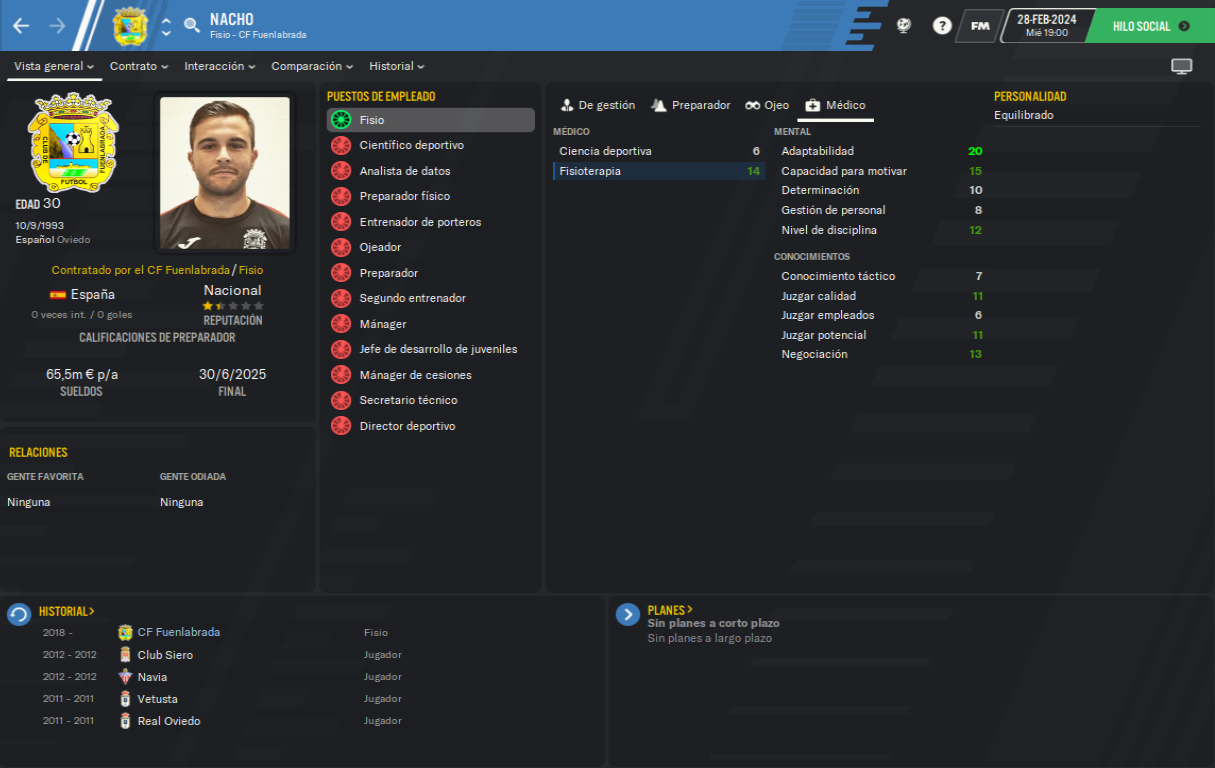 NACHO
Fisio - CF Fuenlabrada
?
FM
28-FEB-2024
Mié 19:00
HILO SOCIAL
Vista general
Contrato
Interacción
Comparación
Historial
CLUB DE
FUTBOL
FUENLABRADA
EDAD 30
10/9/1993
Español Oviedo
Contratado por el CF Fuenlabrada / Fisio
España
Nacional
0 veces int. / 0 goles
REPUTACIÓN
CALIFICACIONES DE PREPARADOR
65,5m € p/a
30/6/2025
SUELDOS
FINAL
RELACIONES
GENTE FAVORITA
GENTE ODIADA
Ninguna
Ninguna
PUESTOS DE EMPLEADO
Fisio
Científico deportivo
Analista de datos
Preparador físico
Entrenador de porteros
Ojeador
Preparador
Segundo entrenador
Mánager
Jefe de desarrollo de juveniles
Mánager de cesiones
Secretario técnico
Director deportivo
De gestión
Preparador
Ojeo
Médico
MÉDICO
Ciencia deportiva 6
Fisioterapia 14
MENTAL
Adaptabilidad 20
Capacidad para motivar 15
Determinación 10
Gestión de personal 8
Nivel de disciplina 12
CONOCIMIENTOS
Conocimiento táctico 7
Juzgar calidad 11
Juzgar empleados 6
Juzgar potencial 11
Negociación 13
PERSONALIDAD
Equilibrado
HISTORIAL >
2018 - CF Fuenlabrada Fisio
2012 - 2012 Club Siero Jugador
2012 - 2012 Navia Jugador
2011 - 2011 Vetusta Jugador
2011 - 2011 Real Oviedo Jugador
PLANES >
Sin planes a corto plazo
Sin planes a largo plazo